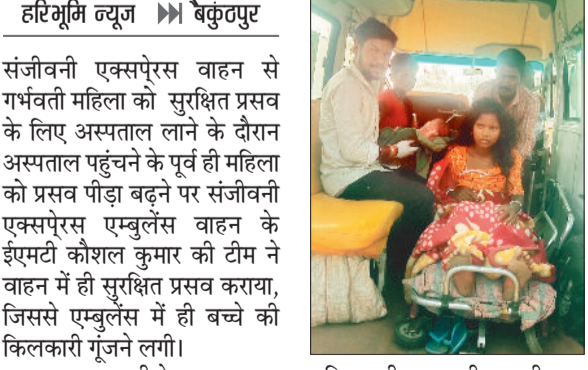 हरिभूमि न्यूज ▶▶ बैकुंठपुर
संजीवनी एक्सपे्रस वाहन से
गर्भवती महिला को सुरक्षित प्रसव
के लिए अस्पताल लाने के दौरान
अस्पताल पहुंचने के पूर्व ही महिला
को प्रसव पीड़ा बढ़ने पर संजीवनी
एक्सपे्रस एम्बुलेंस वाहन के
ईएमटी कौशल कुमार की टीम ने
वाहन में ही सुरक्षित प्रसव कराया,
जिससे एम्बुलेंस में ही बच्चे की
किलकारी गूंजने लगी।